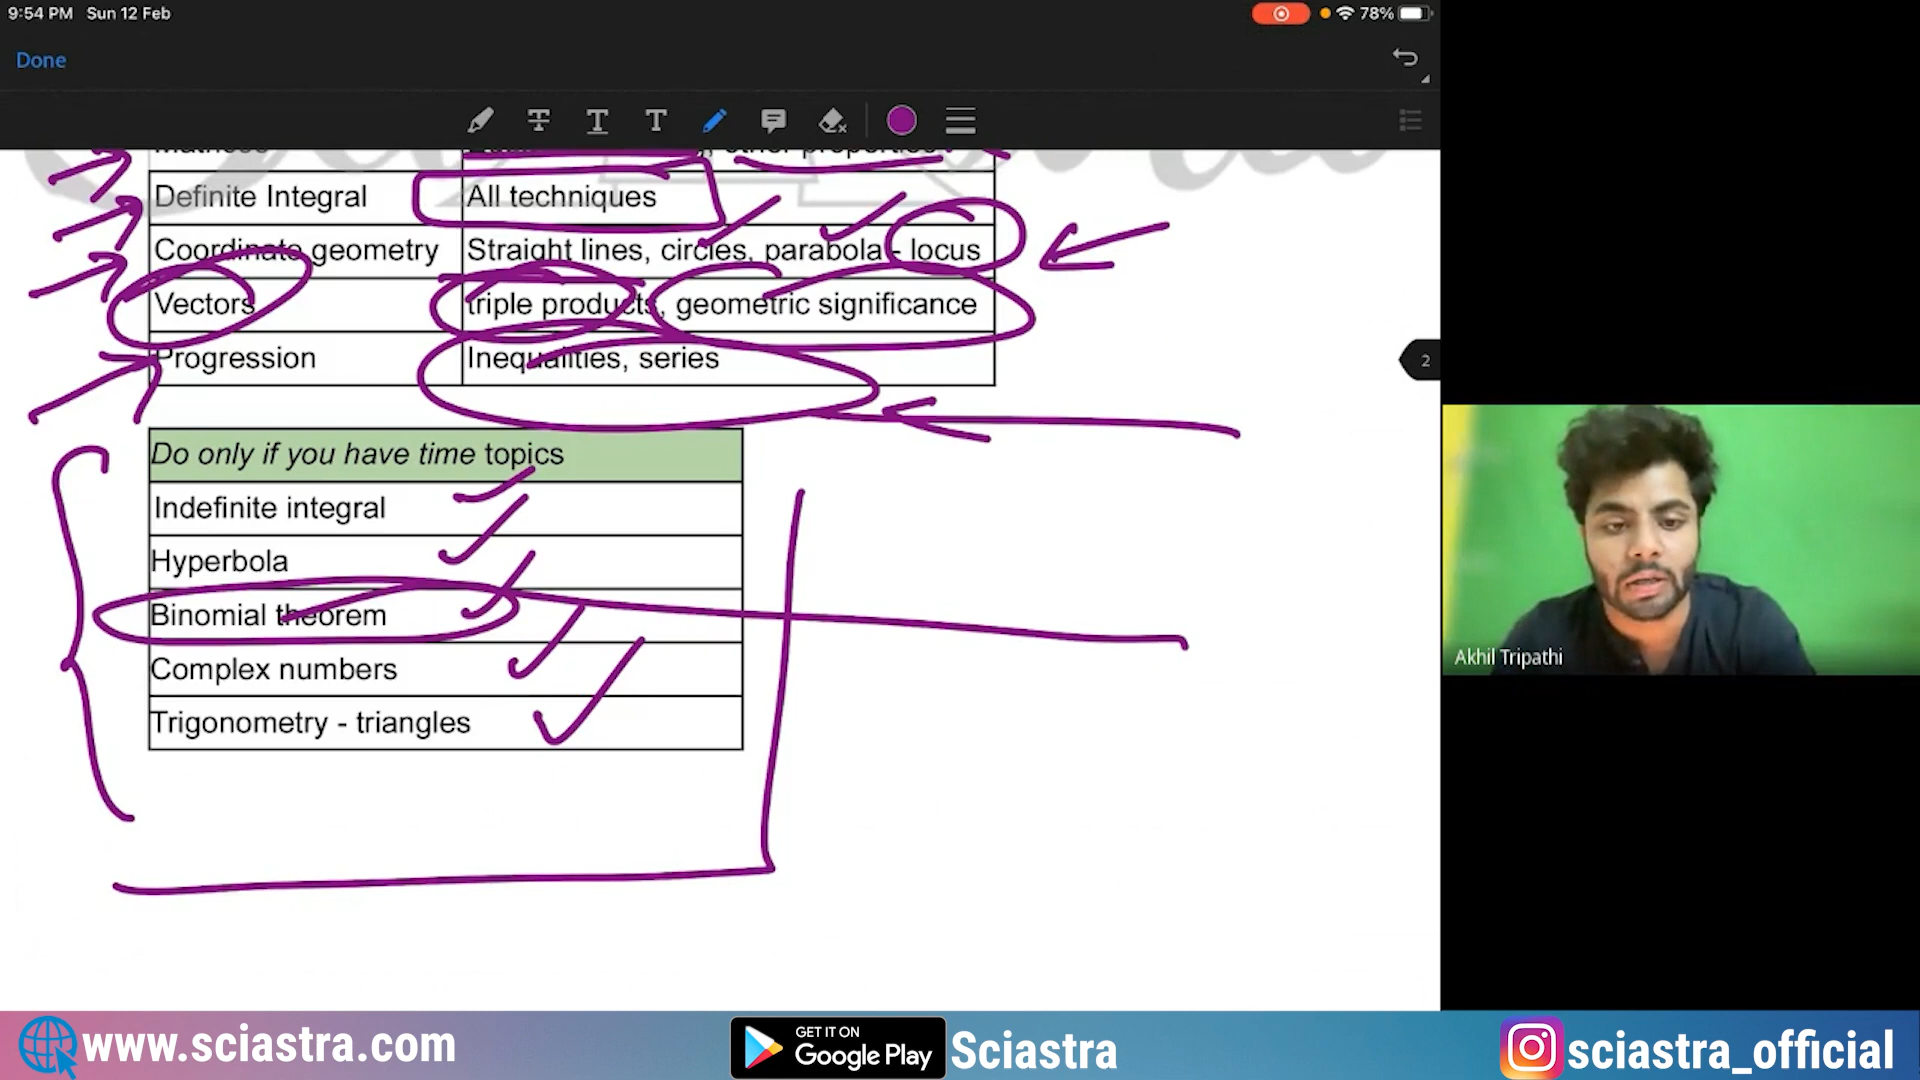 9:54 PM Sun 12 Feb
78%
Done
T T T
other properties
Definite Integral All techniques
Coordinate geometry Straight lines, circles, parabola - locus
Vectors triple products, geometric significance
Progression Inequalities, series
2
Do only if you have time topics
Indefinite integral
Hyperbola
Binomial theorem
Complex numbers
Trigonometry - triangles
Akhil Tripathi
www.sciastra.com
GET IT ON
Google Play
Sciastra
sciastra_official